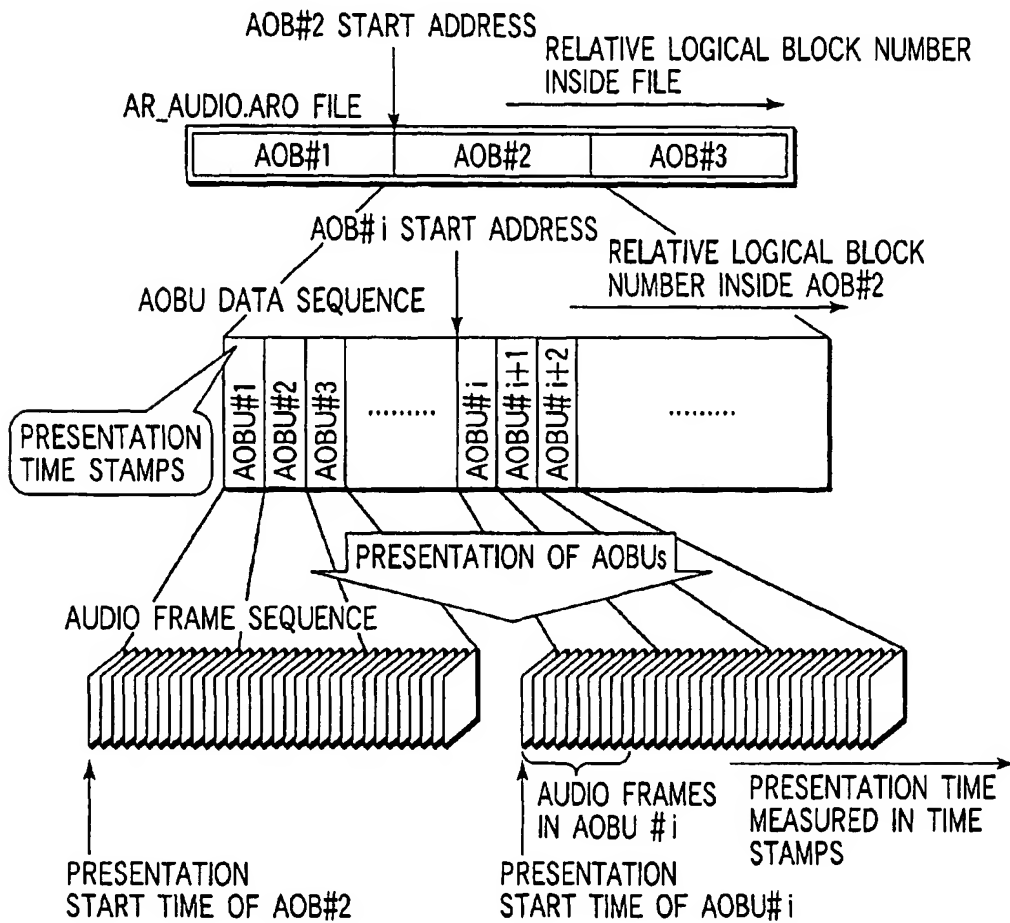 AOB#2 START ADDRESS
RELATIVE LOGICAL BLOCK
NUMBER
INSIDE FILE
AR_AUDIO.ARO FILE
AOB#1
AOB#2
AOB#3
AOB#i START ADDRESS
RELATIVE LOGICAL BLOCK
NUMBER INSIDE AOB#2
AOBU DATA SEQUENCE
AOBU#1
AOBU#2
AOBU#3
.........
AOBU#i
AOBU#i+1
AOBU#i+2
.........
PRESENTATION
TIME STAMPS
PRESENTATION OF AOBUs
AUDIO FRAME SEQUENCE
AUDIO FRAMES
IN AOBU #i
PRESENTATION TIME
MEASURED IN TIME
STAMPS
PRESENTATION
START TIME OF AOB#2
PRESENTATION
START TIME OF AOBU#i